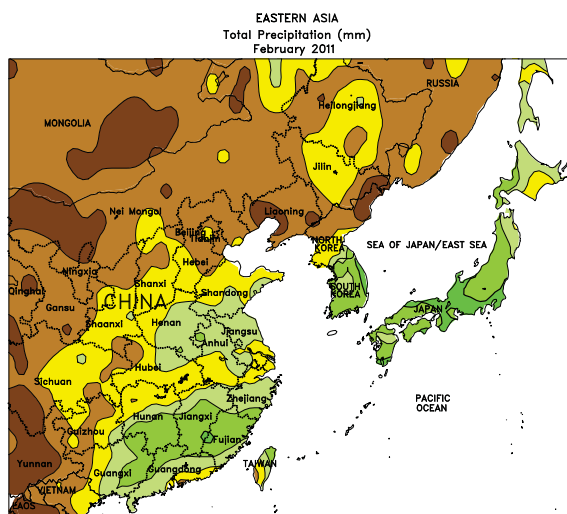 EASTERN ASIA
Total Precipitation (mm)
February 2011
RUSSIA
Heilongjiang
MONGOLIA
Jilin
Nei Mongol
Liaoning
Beijing
Tianjin
NORTH
KOREA
SEA OF JAPAN/EAST SEA
Hebei
Ningxia
Shanxi
Qinghai
Shandong
SOUTH
KOREA
CHINA
Gansu
JAPAN
Shaanxi
Henan
Jiangsu
Anhui
Hubei
Sichuan
Zhejiang
PACIFIC
OCEAN
Hunan
Jiangxi
Guizhou
Fujian
Yunnan
Guangxi
Guangdong
TAIWAN
VIETNAM
LAOS